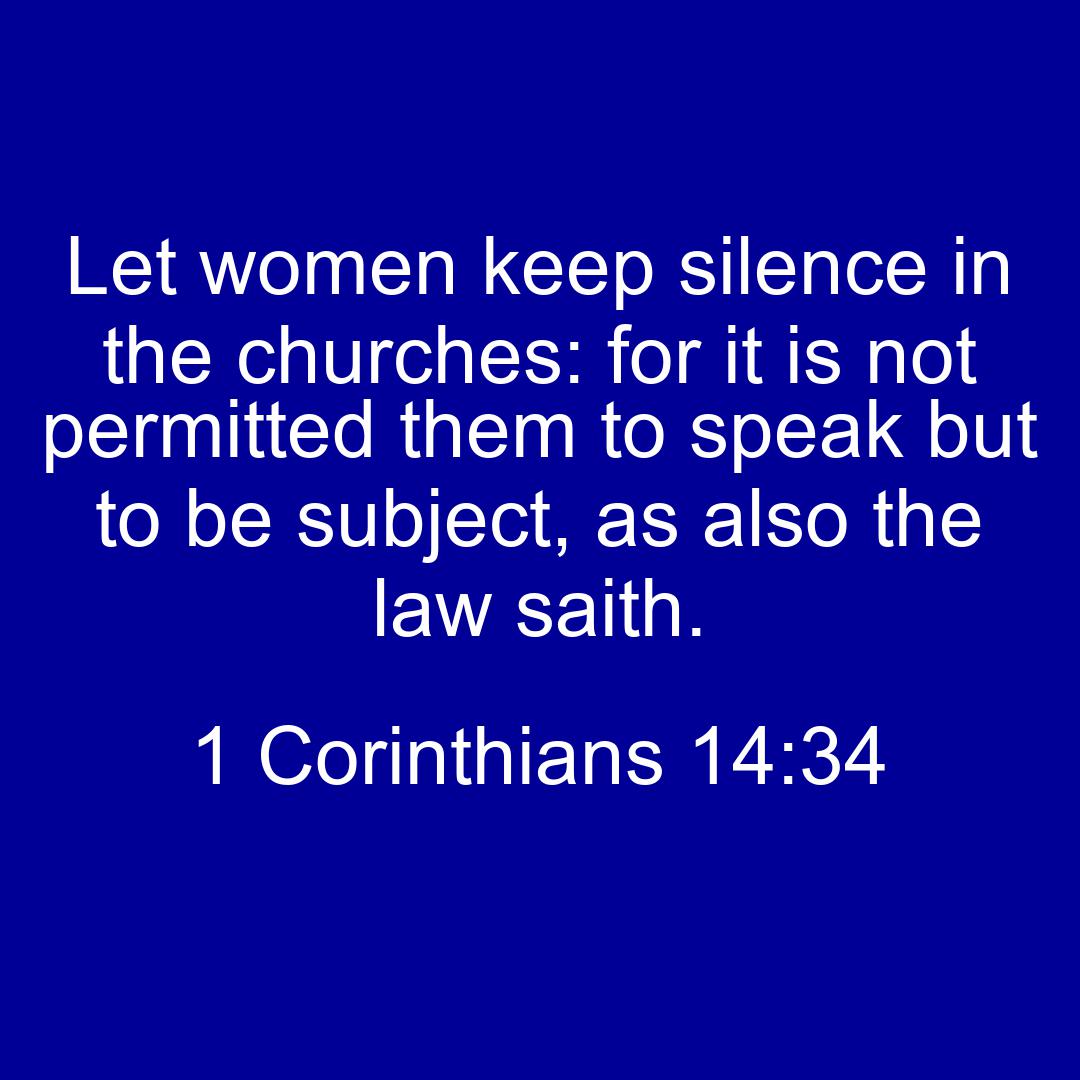 Let women keep silence in
the churches: for it is not
permitted them to speak but
to be subject, as also the
law saith.
1 Corinthians 14:34